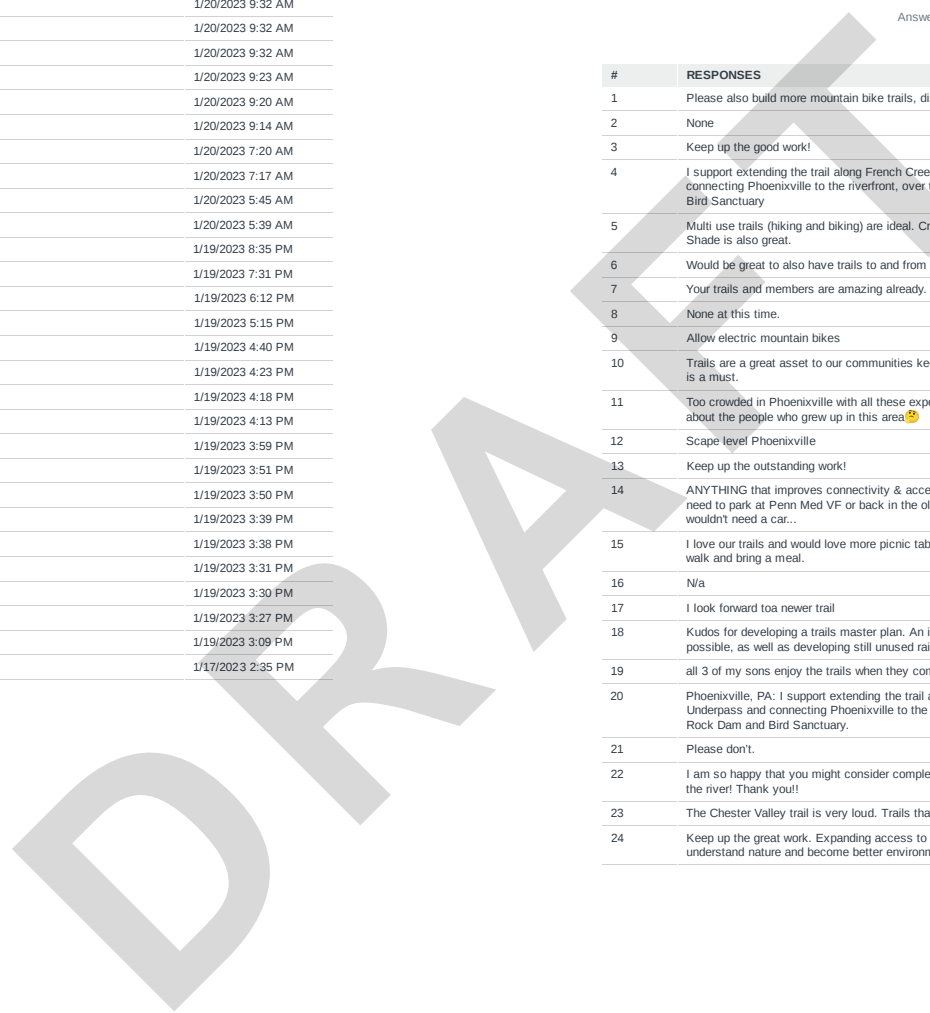 1/20/2023 9:32 AM
1/20/2023 9:32 AM
1/20/2023 9:32 AM
1/20/2023 9:23 AM
1/20/2023 9:20 AM
1/20/2023 9:14 AM
1/20/2023 7:20 AM
1/20/2023 7:17 AM
1/20/2023 5:45 AM
1/20/2023 5:39 AM
1/19/2023 8:35 PM
1/19/2023 7:31 PM
1/19/2023 6:12 PM
1/19/2023 5:15 PM
1/19/2023 4:40 PM
1/19/2023 4:23 PM
1/19/2023 4:18 PM
1/19/2023 4:13 PM
1/19/2023 3:59 PM
1/19/2023 3:51 PM
1/19/2023 3:50 PM
1/19/2023 3:39 PM
1/19/2023 3:38 PM
1/19/2023 3:31 PM
1/19/2023 3:30 PM
1/19/2023 3:27 PM
1/19/2023 3:09 PM
1/17/2023 2:35 PM
Answe
# RESPONSES
1 Please also build more mountain bike trails, di
2 None
3 Keep up the good work!
4 I support extending the trail along French Cree
connecting Phoenixville to the riverfront, over
Bird Sanctuary
5 Multi use trails (hiking and biking) are ideal. Cr
Shade is also great.
6 Would be great to also have trails to and from
7 Your trails and members are amazing already.
8 None at this time.
9 Allow electric mountain bikes
10 Trails are a great asset to our communities ke
is a must.
11 Too crowded in Phoenixville with all these expe
about the people who grew up in this area🤔
12 Scape level Phoenixville
13 Keep up the outstanding work!
14 ANYTHING that improves connectivity & acce
need to park at Penn Med VF or back in the ol
wouldn't need a car...
15 I love our trails and would love more picnic tab
walk and bring a meal.
16 N/a
17 I look forward toa newer trail
18 Kudos for developing a trails master plan. An i
possible, as well as developing still unused rai
19 all 3 of my sons enjoy the trails when they com
20 Phoenixville, PA: I support extending the trail a
Underpass and connecting Phoenixville to the
Rock Dam and Bird Sanctuary.
21 Please don't.
22 I am so happy that you might consider comple
the river! Thank you!!
23 The Chester Valley trail is very loud. Trails tha
24 Keep up the great work. Expanding access to
understand nature and become better environm
DRAFT